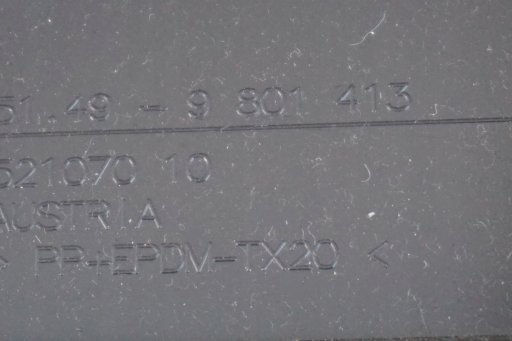 51.49 - 9 801 413
521070 10
AUSTRIA
> PP+EPDM-TX20 <